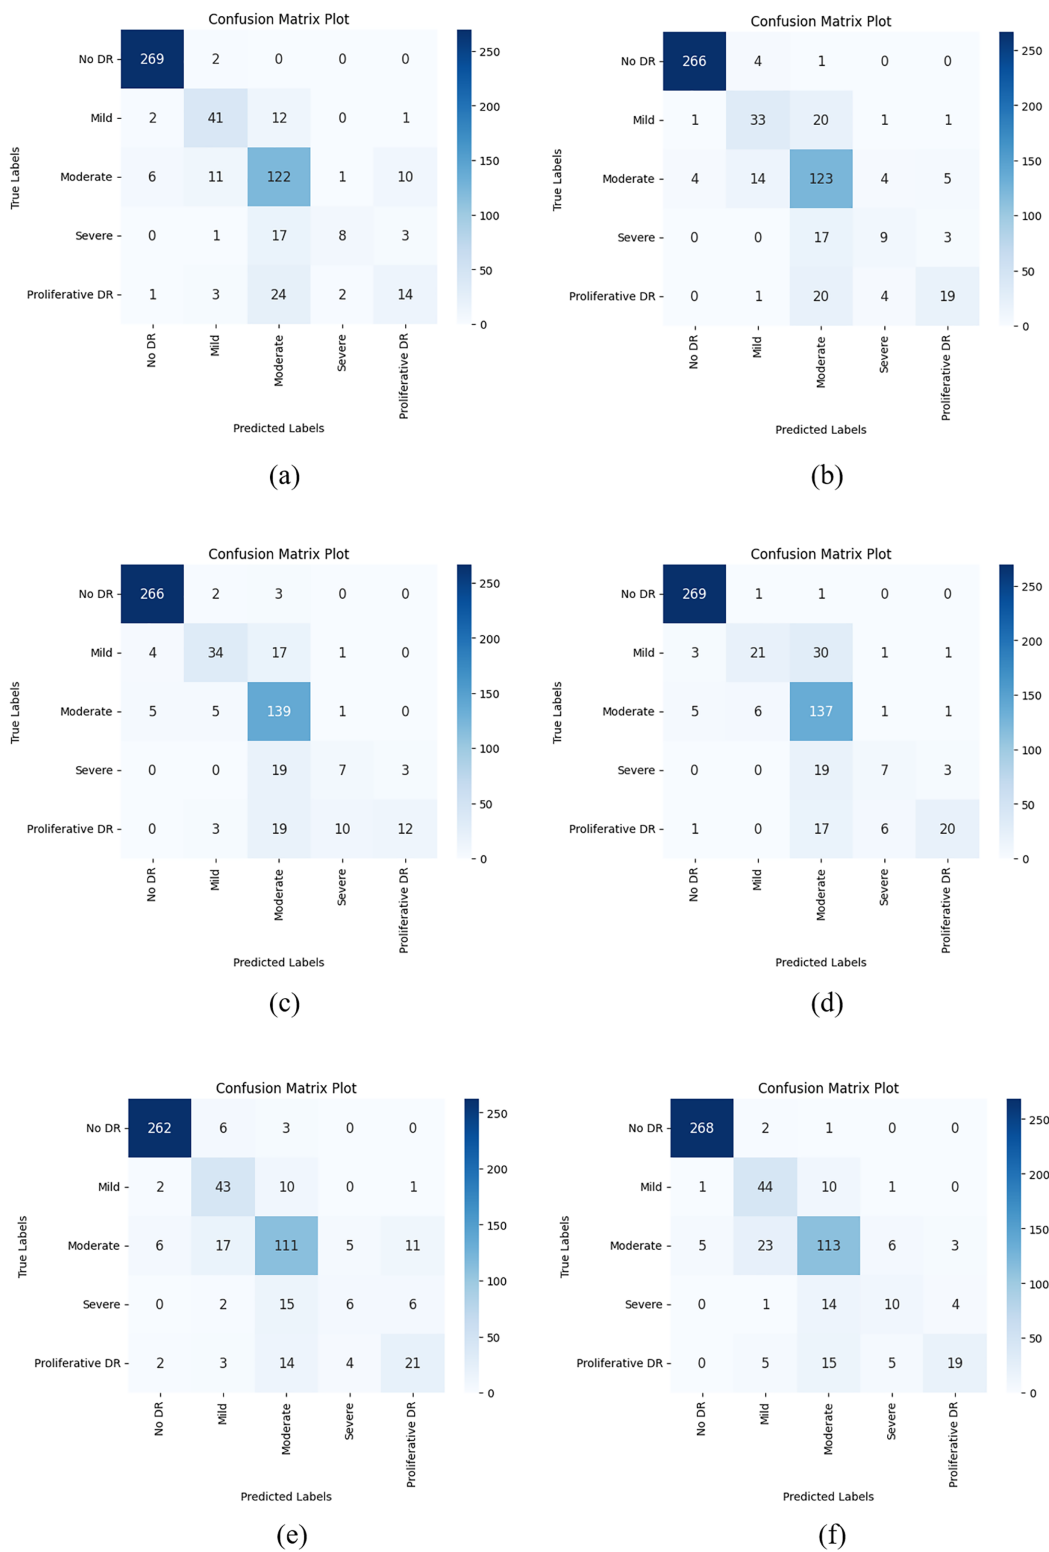 Confusion Matrix Plot
True Labels
No DR 269 2 0 0 0
Mild 2 41 12 0 1
Moderate 6 11 122 1 10
Severe 0 1 17 8 3
Proliferative DR 1 3 24 2 14
250
200
150
100
50
0
No DR
Mild
Moderate
Severe
Proliferative DR
Predicted Labels
(a)
Confusion Matrix Plot
True Labels
No DR 266 4 1 0 0
Mild 1 33 20 1 1
Moderate 4 14 123 4 5
Severe 0 0 17 9 3
Proliferative DR 0 1 20 4 19
250
200
150
100
50
0
No DR
Mild
Moderate
Severe
Proliferative DR
Predicted Labels
(b)
Confusion Matrix Plot
True Labels
No DR 266 2 3 0 0
Mild 4 34 17 1 0
Moderate 5 5 139 1 0
Severe 0 0 19 7 3
Proliferative DR 0 3 19 10 12
250
200
150
100
50
0
No DR
Mild
Moderate
Severe
Proliferative DR
Predicted Labels
(c)
Confusion Matrix Plot
True Labels
No DR 269 1 1 0 0
Mild 3 21 30 1 1
Moderate 5 6 137 1 1
Severe 0 0 19 7 3
Proliferative DR 1 0 17 6 20
250
200
150
100
50
0
No DR
Mild
Moderate
Severe
Proliferative DR
Predicted Labels
(d)
Confusion Matrix Plot
True Labels
No DR 262 6 3 0 0
Mild 2 43 10 0 1
Moderate 6 17 111 5 11
Severe 0 2 15 6 6
Proliferative DR 2 3 14 4 21
250
200
150
100
50
0
No DR
Mild
Moderate
Severe
Proliferative DR
Predicted Labels
(e)
Confusion Matrix Plot
True Labels
No DR 268 2 1 0 0
Mild 1 44 10 1 0
Moderate 5 23 113 6 3
Severe 0 1 14 10 4
Proliferative DR 0 5 15 5 19
250
200
150
100
50
0
No DR
Mild
Moderate
Severe
Proliferative DR
Predicted Labels
(f)